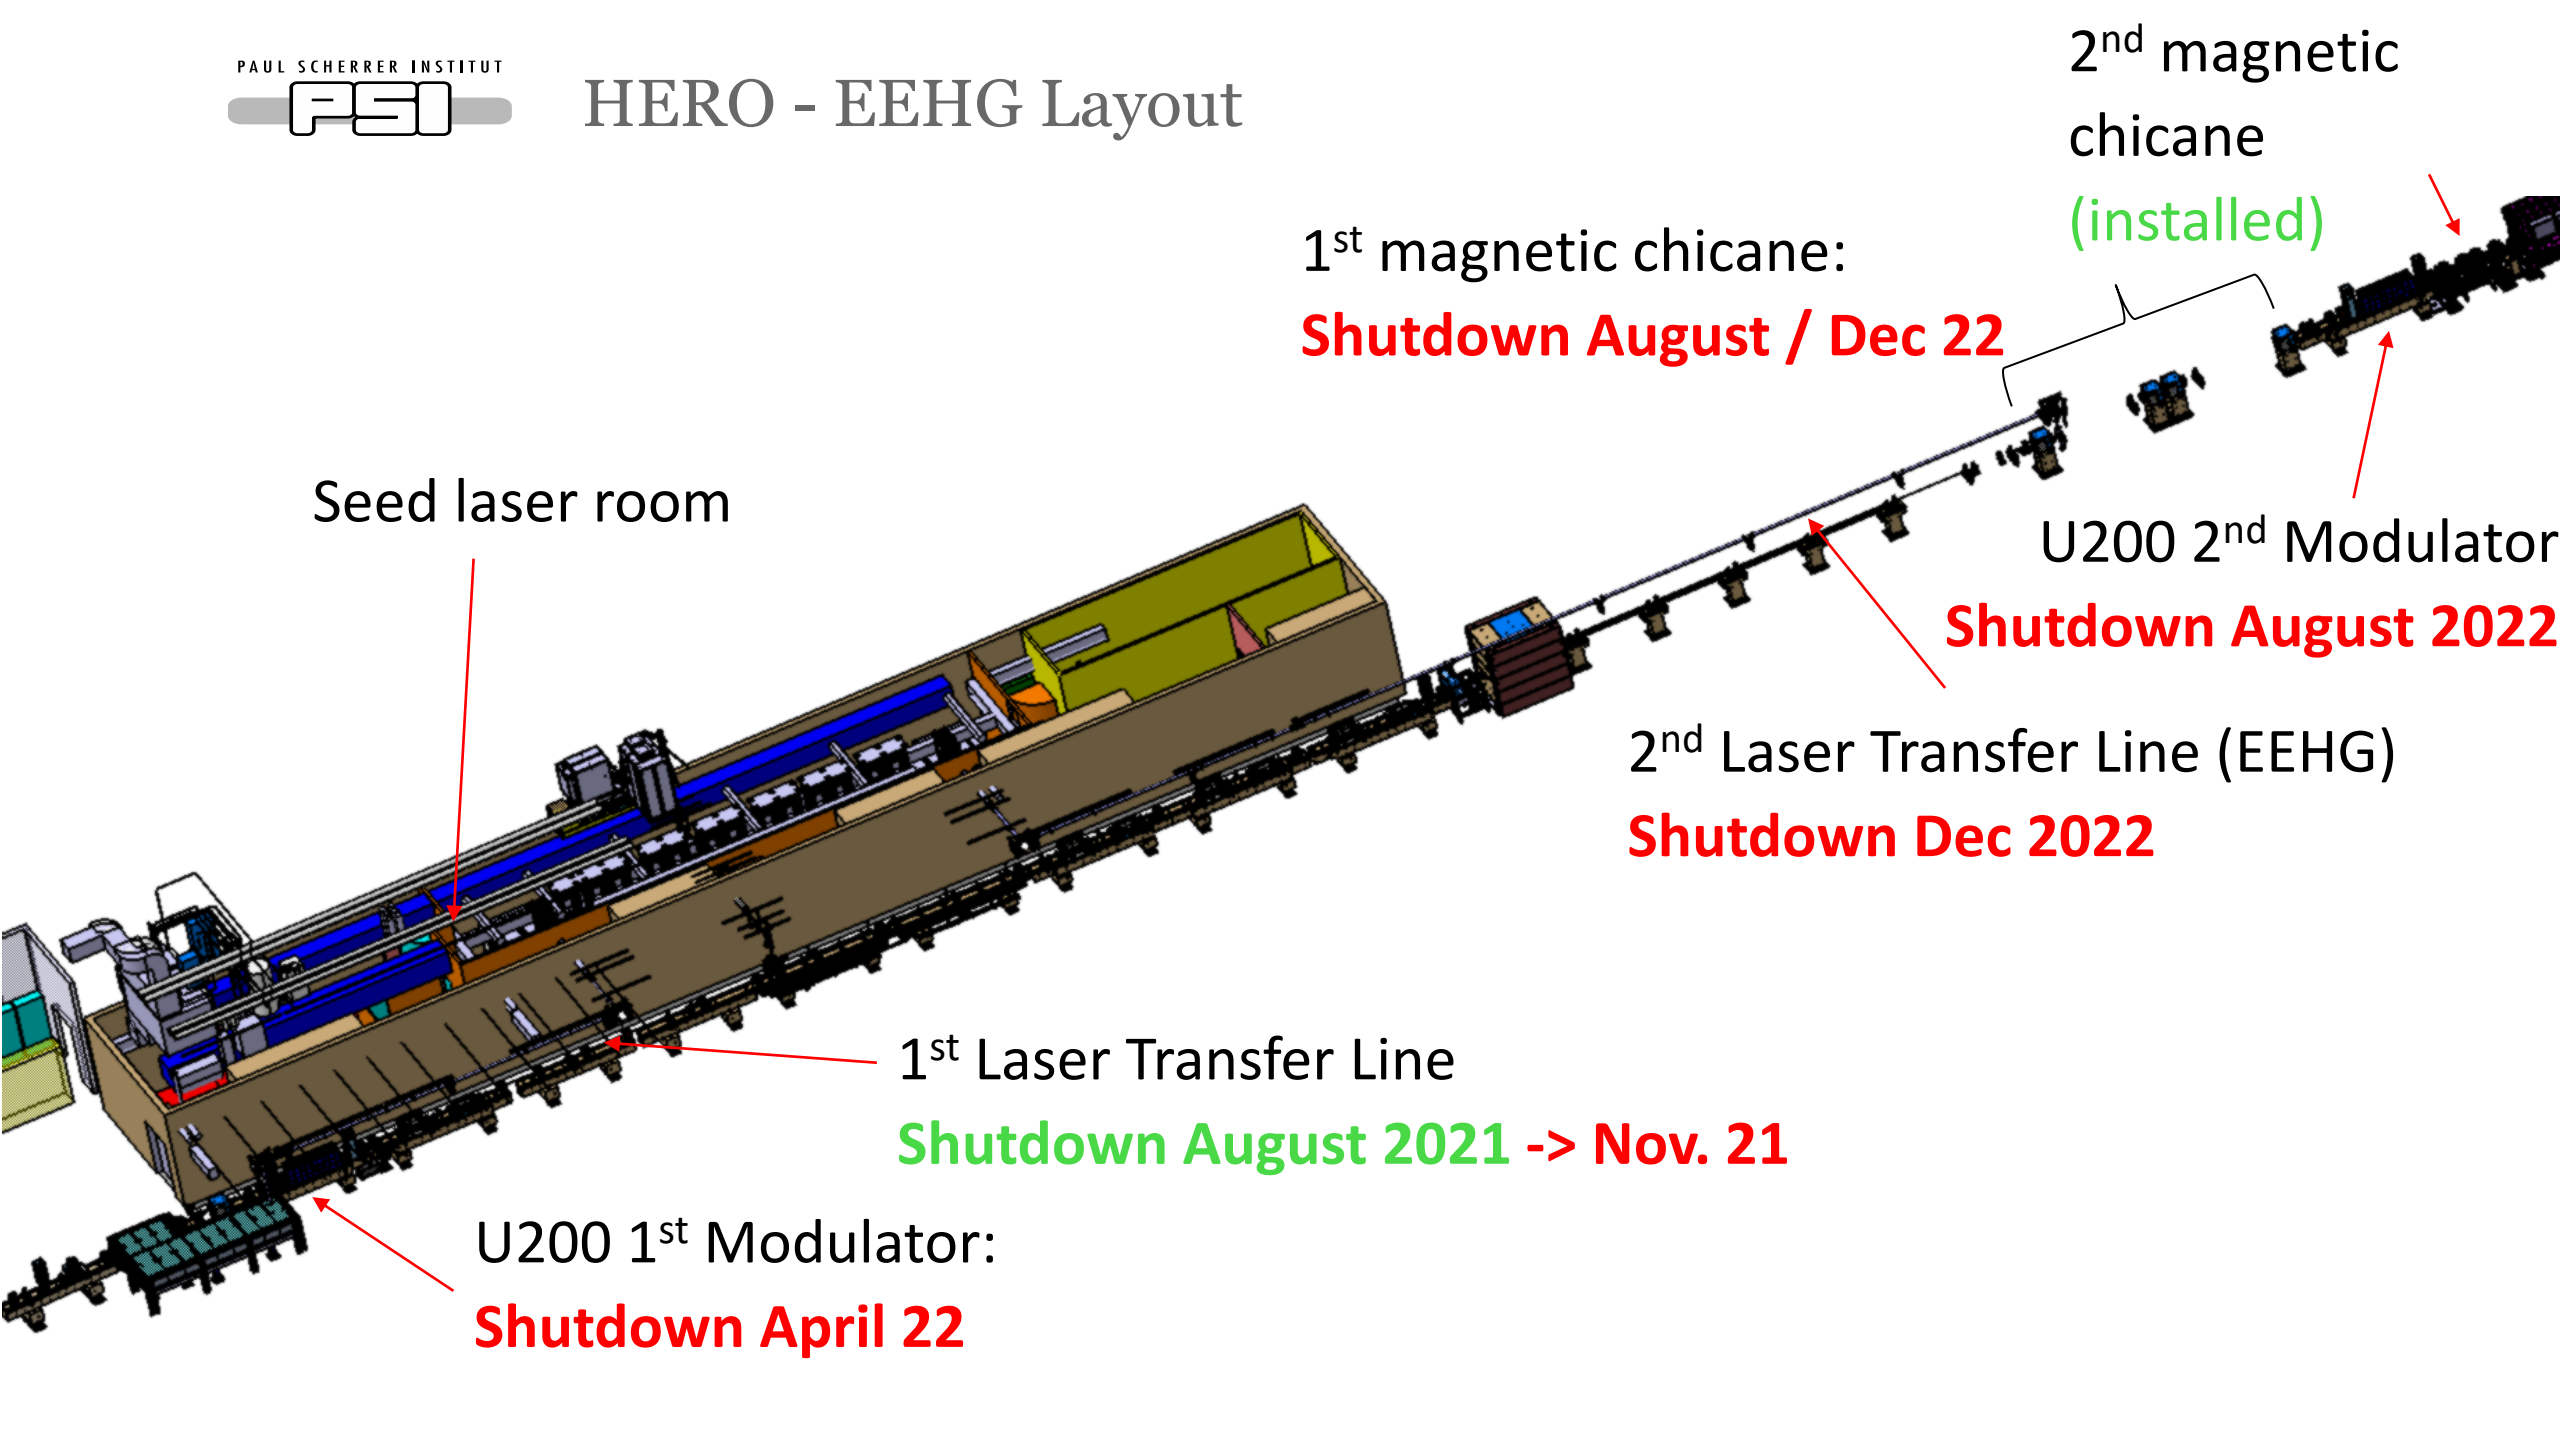 PAUL SCHERRER INSTITUT
PSI
HERO - EEHG Layout
2nd magnetic
chicane
(installed)
1st magnetic chicane:
Shutdown August / Dec 22
Seed laser room
U200 2nd Modulator
Shutdown August 2022
2nd Laser Transfer Line (EEHG)
Shutdown Dec 2022
1st Laser Transfer Line
Shutdown August 2021 -> Nov. 21
U200 1st Modulator:
Shutdown April 22